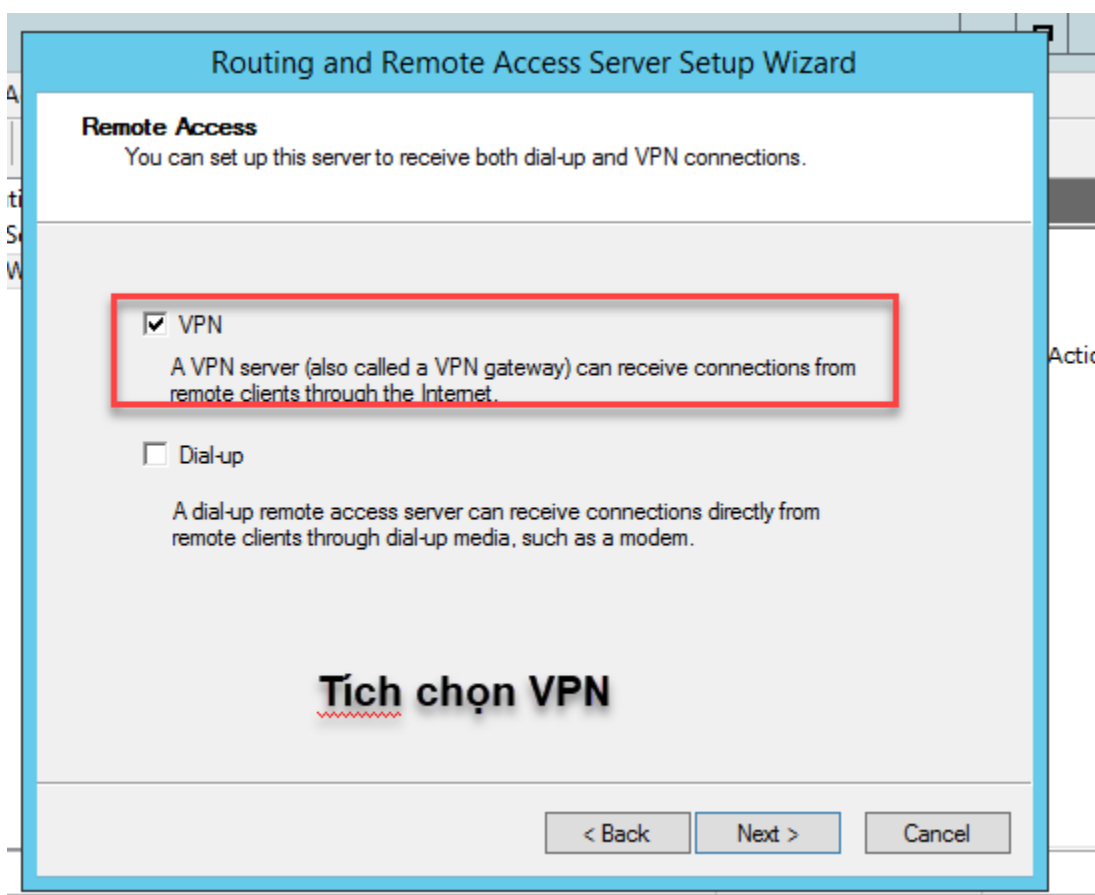 Routing and Remote Access Server Setup Wizard
Remote Access
You can set up this server to receive both dial-up and VPN connections.
VPN
A VPN server (also called a VPN gateway) can receive connections from
remote clients through the Internet.
Dial-up
A dial-up remote access server can receive connections directly from
remote clients through dial-up media, such as a modem.
Tích chọn VPN
< Back
Next >
Cancel